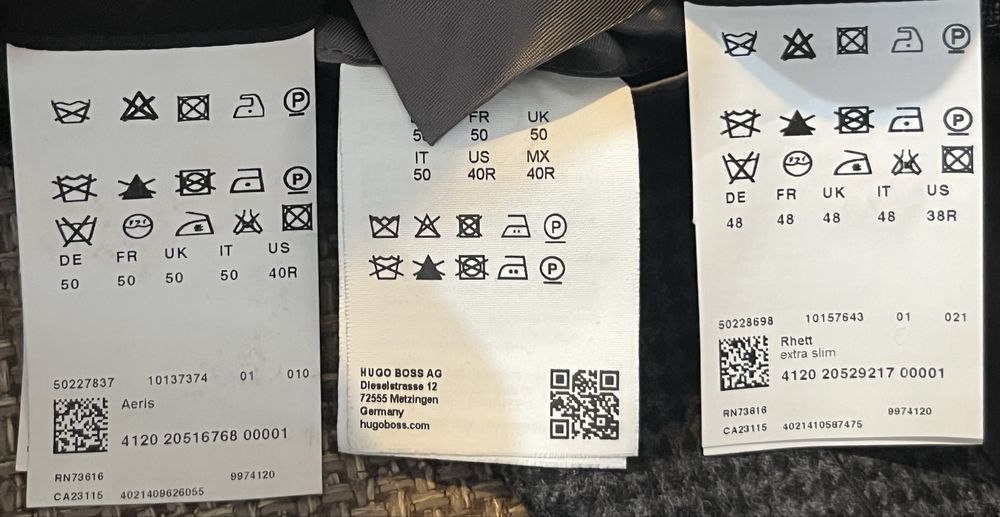 DE FR UK IT US
50 50 50 50 40R
50227837 10137374 01 010
Aeris
4120 20516768 00001
RN73616 9974120
CA23115 4021409626055
FR UK
50 50
IT US MX
50 40R 40R
HUGO BOSS AG
Dieselstrasse 12
72555 Metzingen
Germany
hugoboss.com
DE FR UK IT US
48 48 48 48 38R
50228698 10157643 01 021
Rhett
extra slim
4120 20529217 00001
RN73616 9974120
CA23115 4021410587475